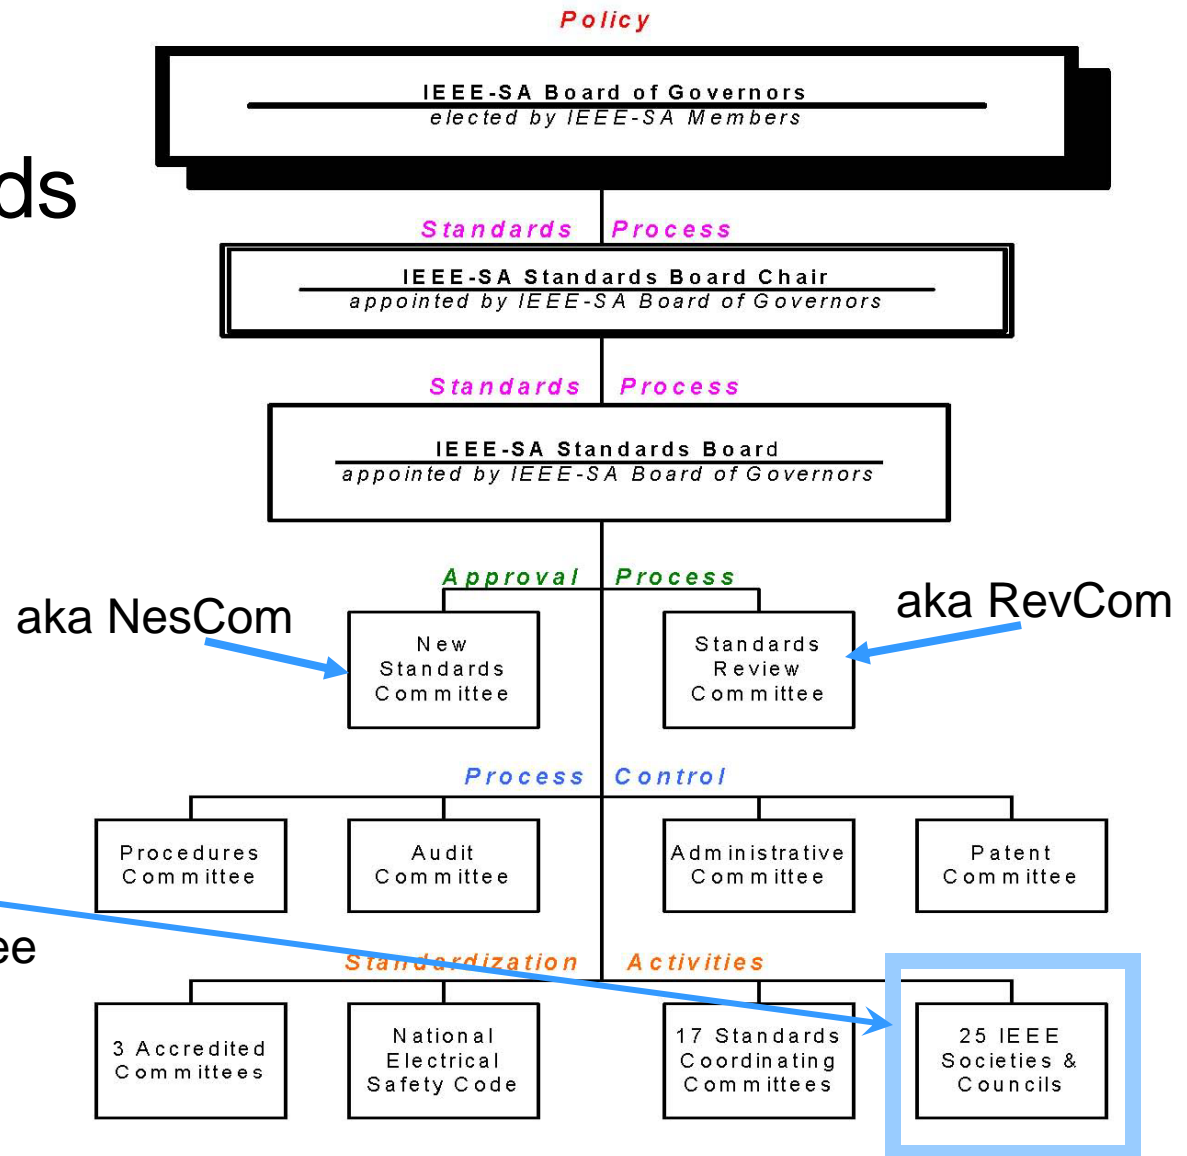 Policy
IEEE-SA Board of Governors
elected by IEEE-SA Members
ds
Standards Process
IEEE-SA Standards Board Chair
appointed by IEEE-SA Board of Governors
Standards Process
IEEE-SA Standards Board
appointed by IEEE-SA Board of Governors
Approval Process
aka NesCom
aka RevCom
New
Standards
Committee
Standards
Review
Committee
Process Control
Procedures
Committee
Audit
Committee
Administrative
Committee
Patent
Committee
ee
Standardization Activities
3 Accredited
Committees
National
Electrical
Safety Code
17 Standards
Coordinating
Committees
25 IEEE
Societies &
Councils